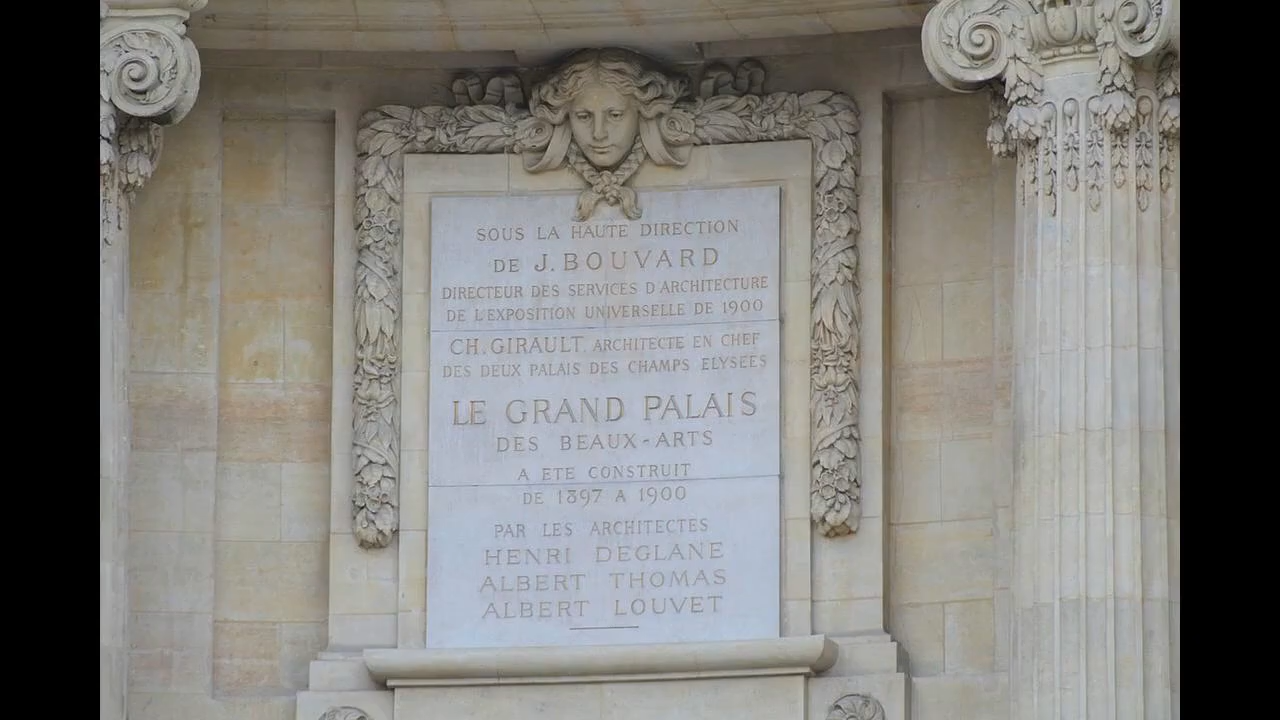 SOUS LA HAUTE DIRECTION
DE J. BOUVARD
DIRECTEUR DES SERVICES D'ARCHITECTURE
DE L'EXPOSITION UNIVERSELLE DE 1900
CH. GIRAULT ARCHITECTE EN CHEF
DES DEUX PALAIS DES CHAMPS ELYSEES
LE GRAND PALAIS
DES BEAUX-ARTS
A ETE CONSTRUIT
DE 1897 A 1900
PAR LES ARCHITECTES
HENRI DEGLANE
ALBERT THOMAS
ALBERT LOUVET